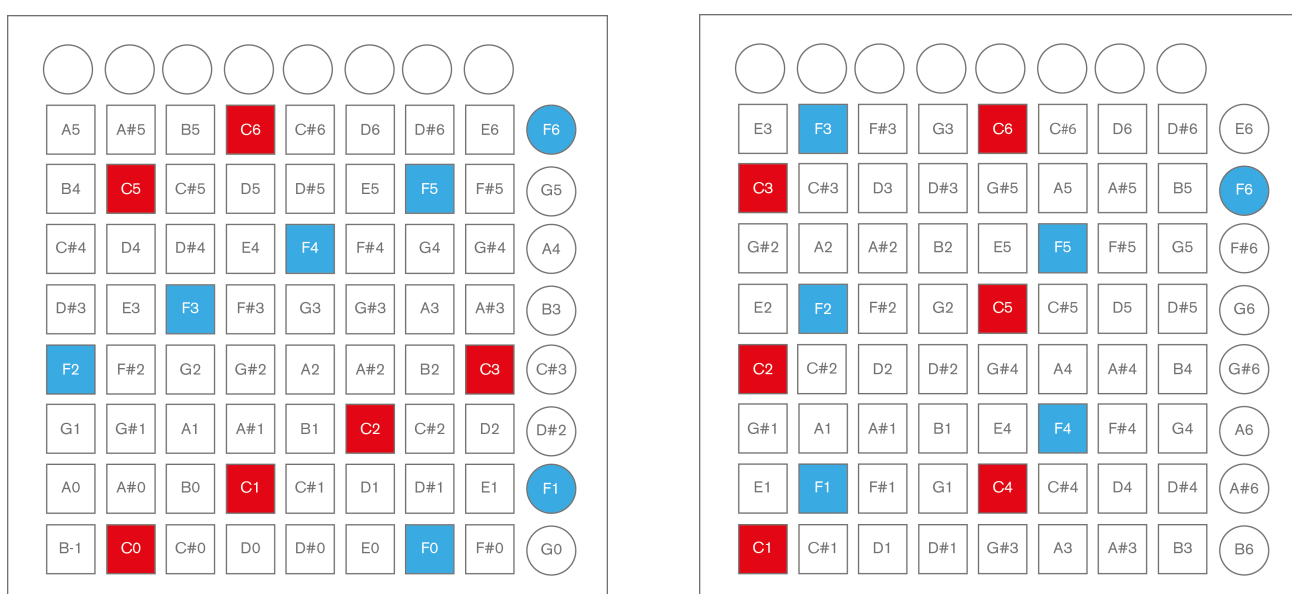 A5 A#5 B5 C6 C#6 D6 D#6 E6 F6
B4 C5 C#5 D5 D#5 E5 F5 F#5 G5
C#4 D4 D#4 E4 F4 F#4 G4 G#4 A4
D#3 E3 F3 F#3 G3 G#3 A3 A#3 B3
F2 F#2 G2 G#2 A2 A#2 B2 C3 C#3
G1 G#1 A1 A#1 B1 C2 C#2 D2 D#2
A0 A#0 B0 C1 C#1 D1 D#1 E1 F1
B-1 C0 C#0 D0 D#0 E0 F0 F#0 G0
E3 F3 F#3 G3 C6 C#6 D6 D#6 E6
C3 C#3 D3 D#3 G#5 A5 A#5 B5 F6
G#2 A2 A#2 B2 E5 F5 F#5 G5 F#6
E2 F2 F#2 G2 C5 C#5 D5 D#5 G6
C2 C#2 D2 D#2 G#4 A4 A#4 B4 G#6
G#1 A1 A#1 B1 E4 F4 F#4 G4 A6
E1 F1 F#1 G1 C4 C#4 D4 D#4 A#6
C1 C#1 D1 D#1 G#3 A3 A#3 B3 B6